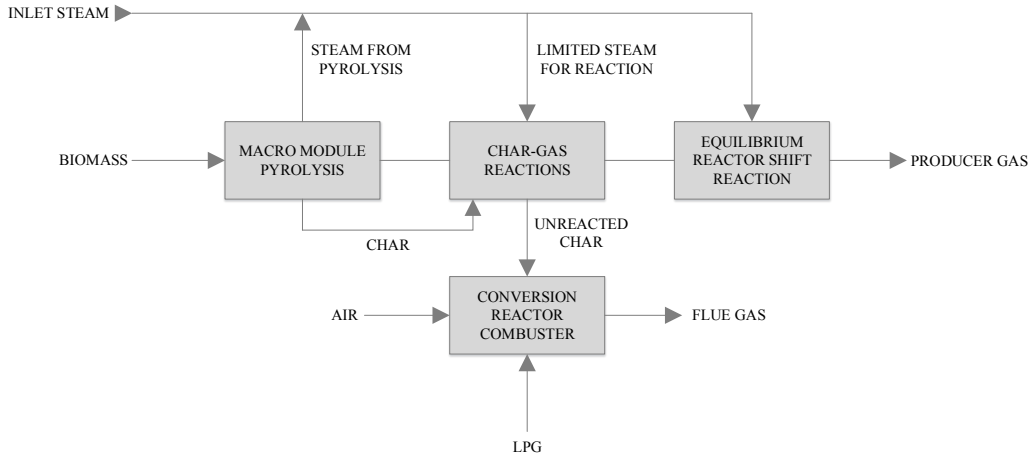 INLET STEAM
STEAM FROM
PYROLYSIS
LIMITED STEAM
FOR REACTION
BIOMASS
MACRO MODULE
PYROLYSIS
CHAR-GAS
REACTIONS
EQUILIBRIUM
REACTOR SHIFT
REACTION
PRODUCER GAS
CHAR
UNREACTED
CHAR
AIR
CONVERSION
REACTOR
COMBUSTER
FLUE GAS
LPG